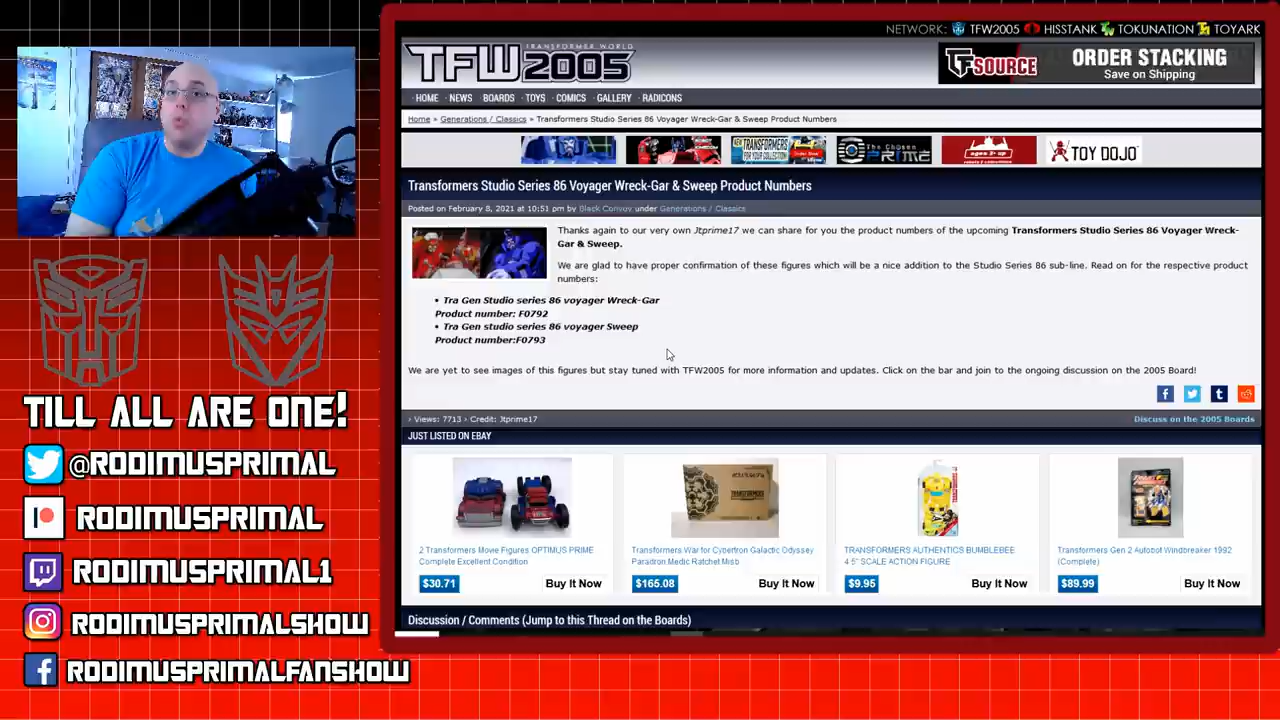 NETWORK: TFW2005 HISSTANK TOKUNATION TOYARK
TRANSFORMER WORLD
TFW2005
TFSOURCE
ORDER STACKING
Save on Shipping
· HOME · NEWS · BOARDS · TOYS · COMICS · GALLERY · RADICONS
Home » Generations / Classics » Transformers Studio Series 86 Voyager Wreck-Gar & Sweep Product Numbers
TRANSFORMERS
The Chosen
PRIME
TOY DOJO
Transformers Studio Series 86 Voyager Wreck-Gar & Sweep Product Numbers
Posted on February 8, 2021 at 10:51 pm by Black Convoy under Generations / Classics
Thanks again to our very own Jtprime17 we can share for you the product numbers of the upcoming Transformers Studio Series 86 Voyager Wreck-
Gar & Sweep.
We are glad to have proper confirmation of these figures which will be a nice addition to the Studio Series 86 sub-line. Read on for the respective product
numbers:
• Tra Gen Studio series 86 voyager Wreck-Gar
Product number: F0792
• Tra Gen studio series 86 voyager Sweep
Product number:F0793
We are yet to see images of this figures but stay tuned with TFW2005 for more information and updates. Click on the bar and join to the ongoing discussion on the 2005 Board!
› Views: 7713 › Credit: Jtprime17
Discuss on the 2005 Boards
JUST LISTED ON EBAY
2 Transformers Movie Figures OPTIMUS PRIME
Complete Excellent Condition
$30.71 Buy It Now
Transformers War for Cybertron Galactic Odyssey
Paradron Medic Ratchet Misb
$165.08 Buy It Now
TRANSFORMERS AUTHENTICS BUMBLEBEE
4 5" SCALE ACTION FIGURE
$9.95 Buy It Now
Transformers Gen 2 Autobot Windbreaker 1992
(Complete)
$89.99 Buy It Now
Discussion / Comments (Jump to this Thread on the Boards)
TILL ALL ARE ONE!
@RODIMUSPRIMAL
RODIMUSPRIMAL
RODIMUSPRIMAL1
RODIMUSPRIMALSHOW
RODIMUSPRIMALFANSHOW